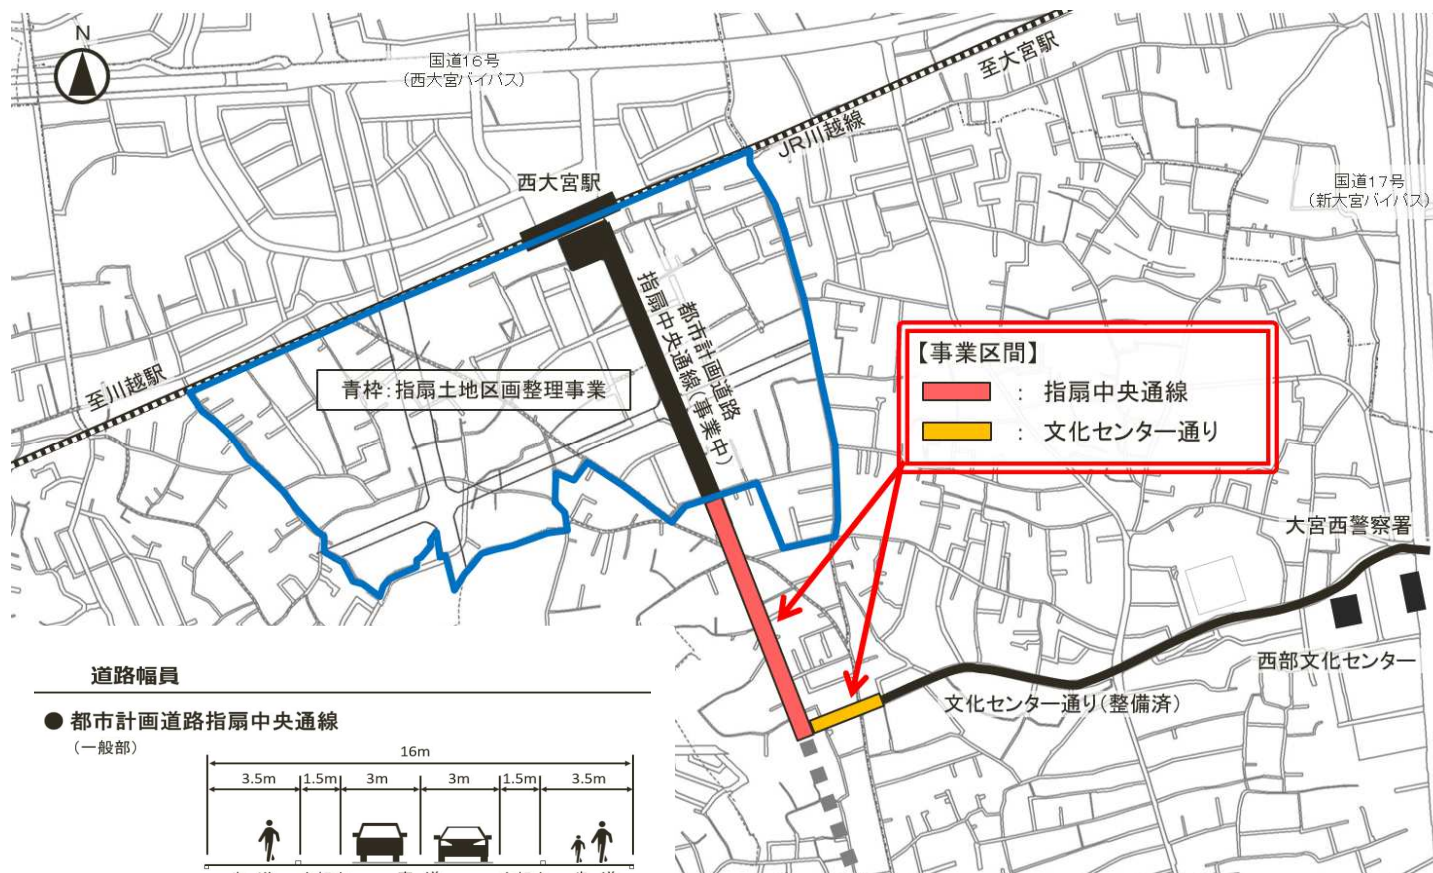 N
国道16号
(西大宮バイパス)
至大宮駅
JR川越線
西大宮駅
国道17号
(新大宮バイパス)
都市計画道路
指扇中央通線(事業中)
至川越駅
青枠:指扇土地区画整理事業
【事業区間】
: 指扇中央通線
: 文化センター通り
大宮西警察署
西部文化センター
文化センター通り(整備済)
道路幅員
● 都市計画道路指扇中央通線
(一般部)
16m
3.5m 1.5m 3m 3m 1.5m 3.5m